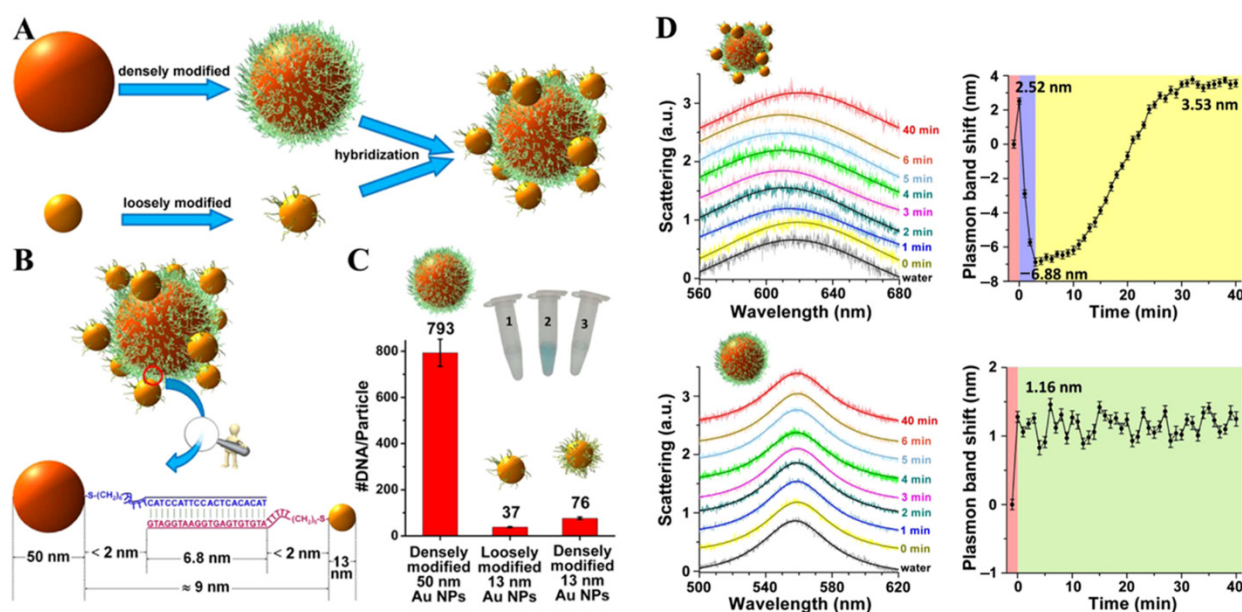 A
densely modified
hybridization
loosely modified
B
-S-(CH2)6-
CATCCATTCCACTCACACAT
GTAGGTAAGGTGAGTGTGTA
-(CH2)3-S-
50 nm
< 2 nm
6.8 nm
< 2 nm
13 nm
≈ 9 nm
C
1
2
3
#DNA/Particle
800
600
400
200
0
793
37
76
Densely modified 50 nm Au NPs
Loosely modified 13 nm Au NPs
Densely modified 13 nm Au NPs
D
Scattering (a.u.)
3
2
1
0
40 min
6 min
5 min
4 min
3 min
2 min
1 min
0 min
water
560
600
640
680
Wavelength (nm)
Plasmon band shift (nm)
4
2
0
−2
−4
−6
−8
2.52 nm
3.53 nm
−6.88 nm
0
10
20
30
40
Time (min)
Scattering (a.u.)
3
2
1
0
40 min
6 min
5 min
4 min
3 min
2 min
1 min
0 min
water
500
540
580
620
Wavelength (nm)
Plasmon band shift (nm)
2
1
0
−1
1.16 nm
0
10
20
30
40
Time (min)